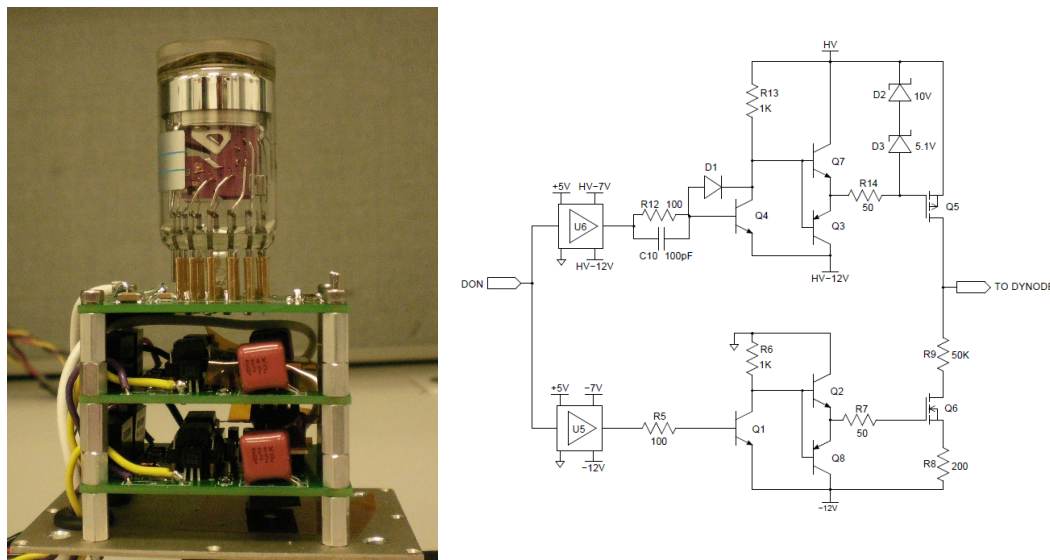 HV
R13
1K
D2
10V
D3
5.1V
Q7
D1
+5V
HV-7V
R12
100
U6
C10
100pF
HV-12V
Q4
R14
50
Q3
Q5
HV-12V
DON
TO DYNODE
R6
1K
R9
50K
+5V
-7V
Q2
U5
R5
100
Q1
R7
50
Q6
-12V
Q8
R8
200
-12V